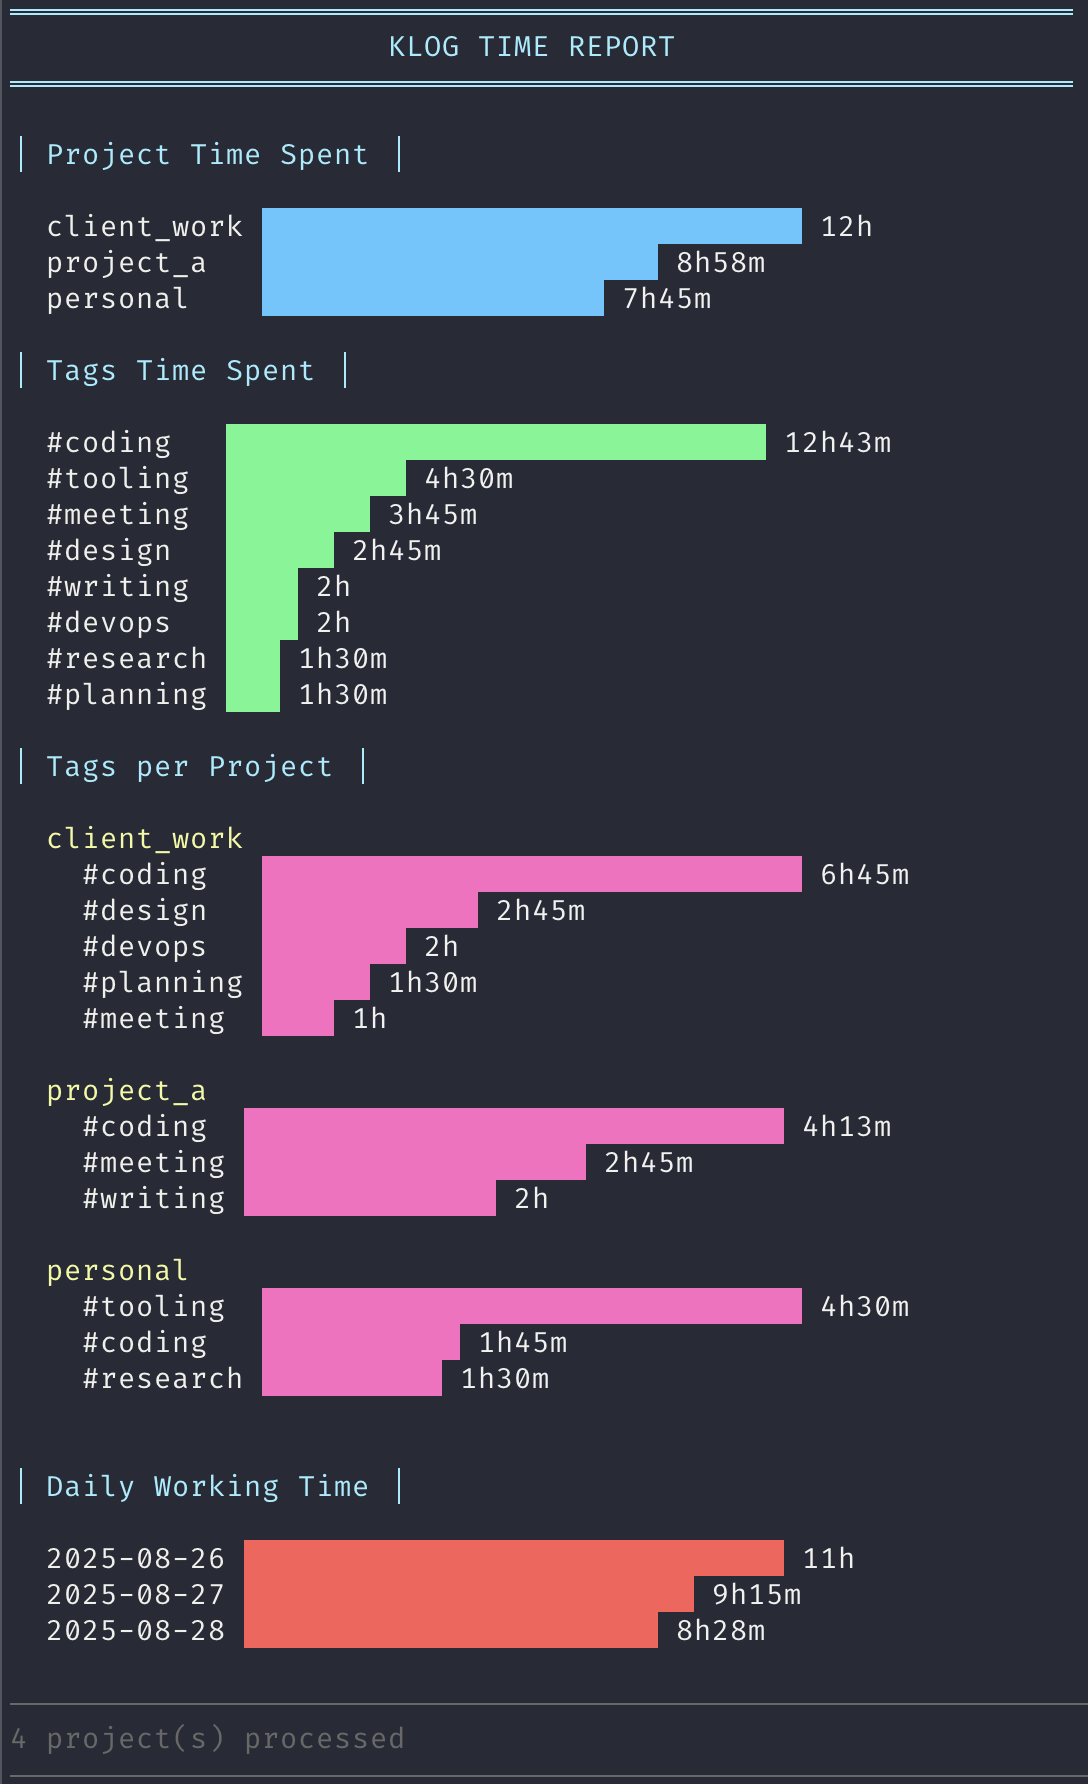 KLOG TIME REPORT
Project Time Spent
client_work 12h
project_a 8h58m
personal 7h45m
Tags Time Spent
#coding 12h43m
#tooling 4h30m
#meeting 3h45m
#design 2h45m
#writing 2h
#devops 2h
#research 1h30m
#planning 1h30m
Tags per Project
client_work
#coding 6h45m
#design 2h45m
#devops 2h
#planning 1h30m
#meeting 1h
project_a
#coding 4h13m
#meeting 2h45m
#writing 2h
personal
#tooling 4h30m
#coding 1h45m
#research 1h30m
Daily Working Time
2025-08-26 11h
2025-08-27 9h15m
2025-08-28 8h28m
4 project(s) processed